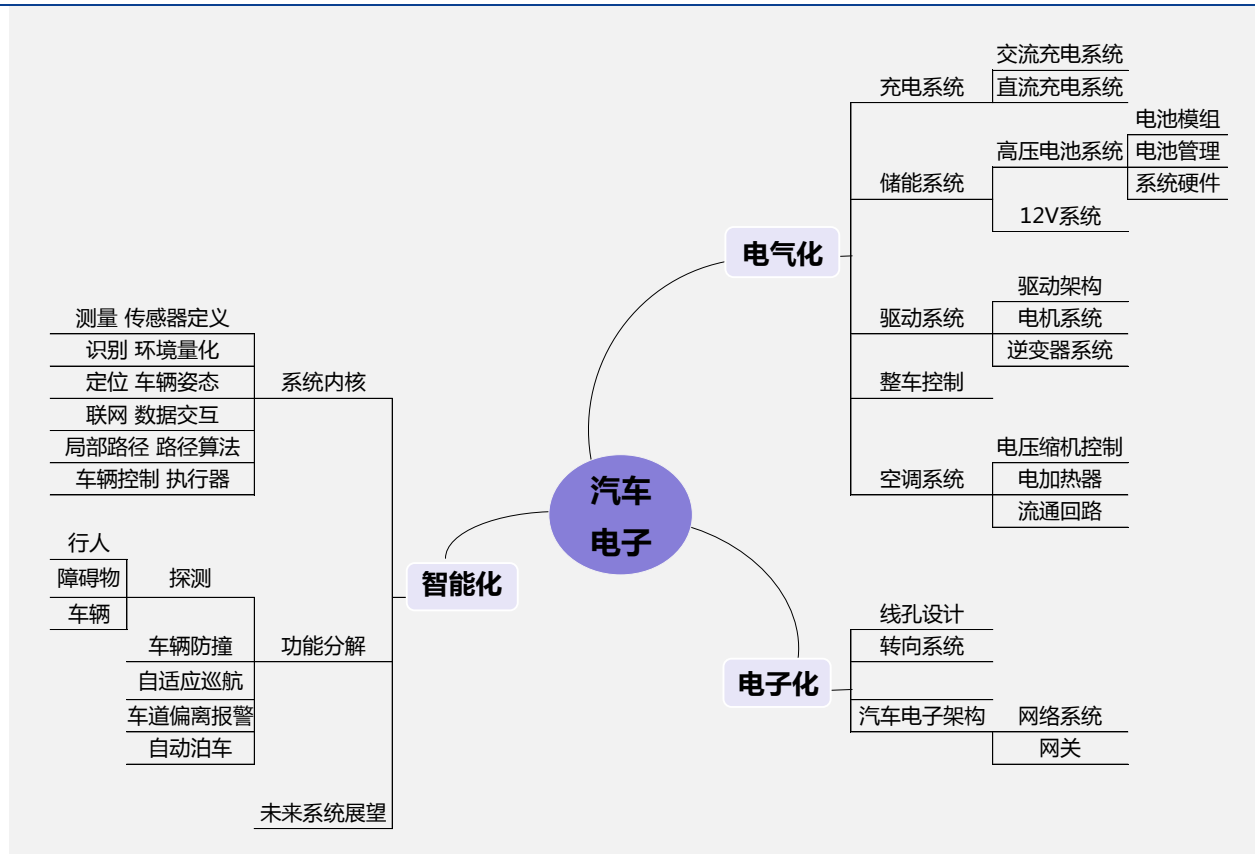 汽车
电子
电气化
充电系统
交流充电系统
直流充电系统
储能系统
高压电池系统
电池模组
电池管理
系统硬件
12V系统
驱动系统
驱动架构
电机系统
逆变器系统
整车控制
空调系统
电压缩机控制
电加热器
流通回路
电子化
线孔设计
转向系统
汽车电子架构
网络系统
网关
智能化
系统内核
测量 传感器定义
识别 环境量化
定位 车辆姿态
联网 数据交互
局部路径 路径算法
车辆控制 执行器
功能分解
探测
行人
障碍物
车辆
车辆防撞
自适应巡航
车道偏离报警
自动泊车
未来系统展望